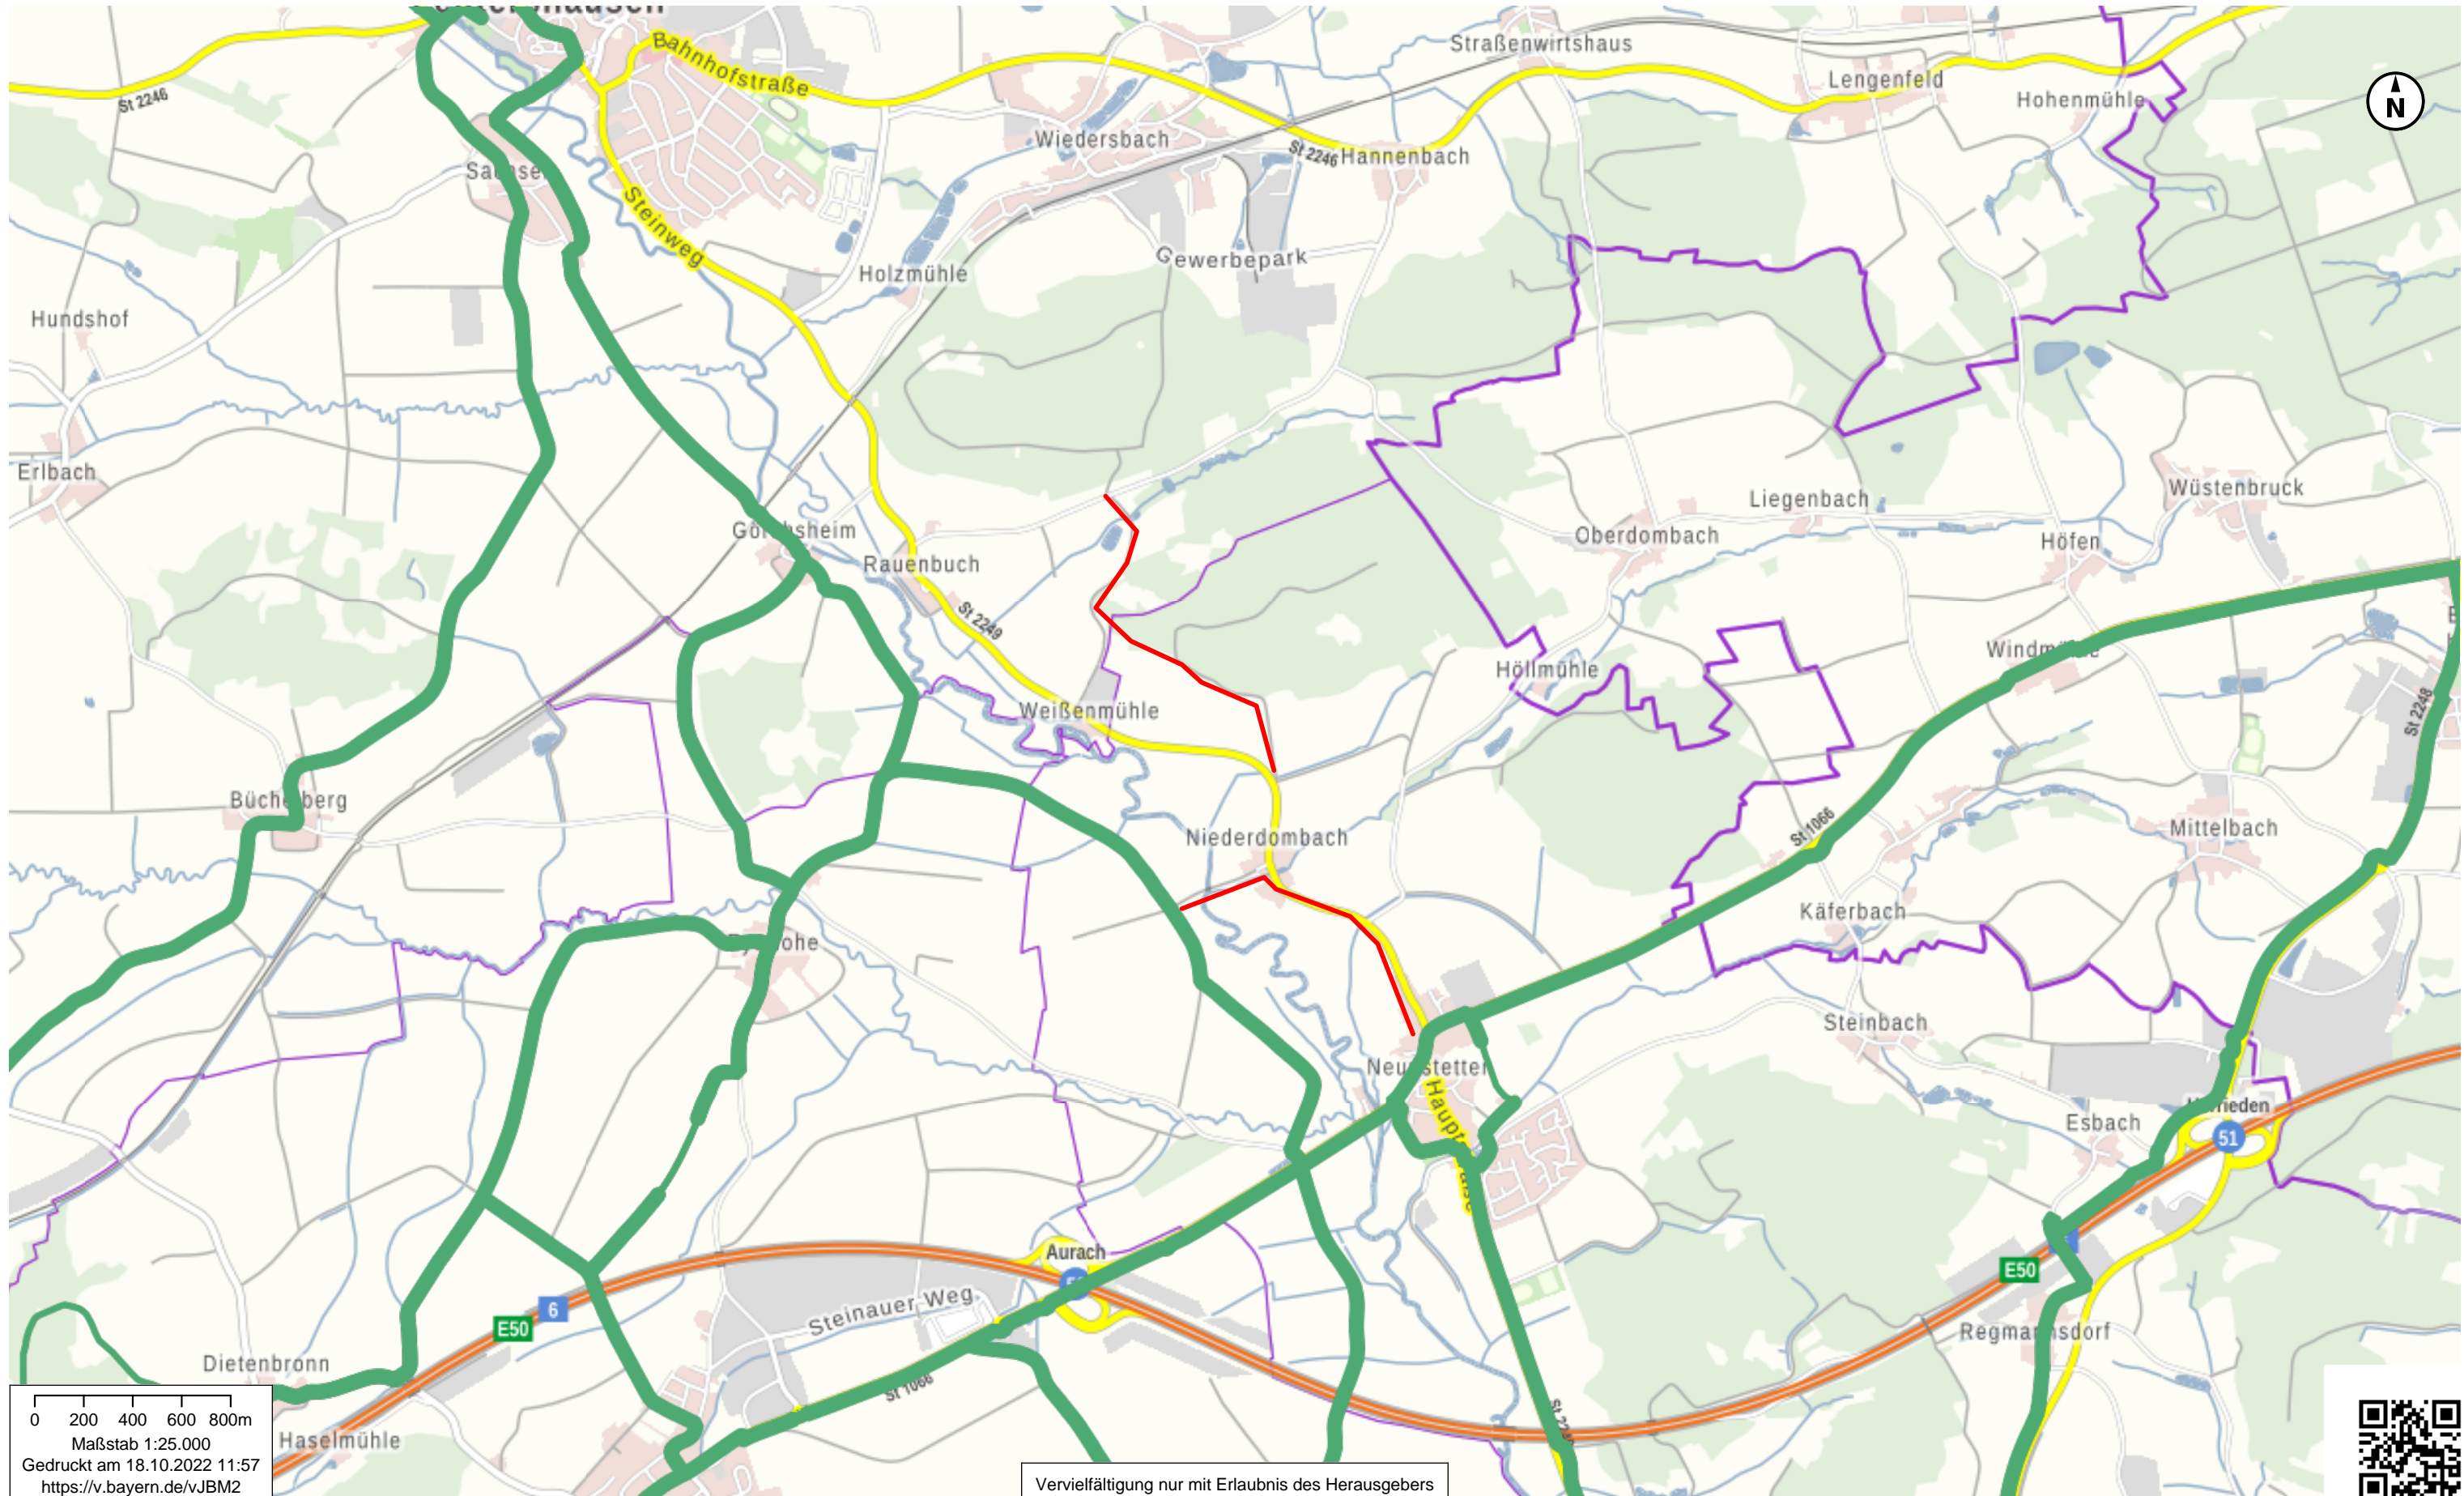 Bahnhofstraße
Straßenwirtshaus
Lengenfeld
Hohenmühle
N
St 2246
Wiedersbach
St 2246
Hannenbach
Steinweg
Gewerbepark
Holzmühle
Hundshof
Erlbach
Wüstenbruck
Liegenbach
Oberdombach
Höfen
Rauenbuch
St 2249
Höllmühle
Weißenmühle
St 2248
St 1066
Mittelbach
Niederdombach
Käferbach
Steinbach
Esbach
51
Aurach
E50
6
E50
Steinauer Weg
St 1066
Dietenbronn
Haselmühle
0 200 400 600 800m
Maßstab 1:25.000
Gedruckt am 18.10.2022 11:57
https://v.bayern.de/vJBM2
Vervielfältigung nur mit Erlaubnis des Herausgebers